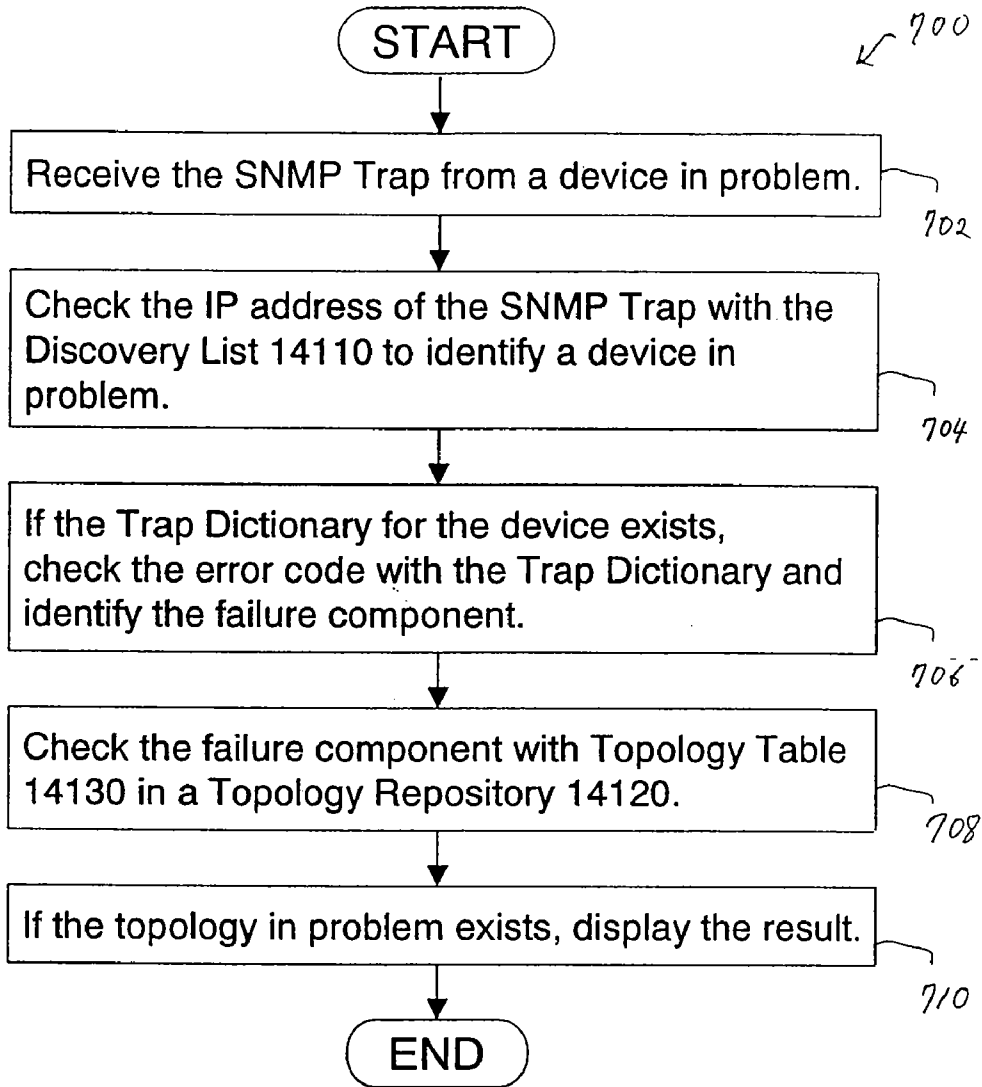 START
700
Receive the SNMP Trap from a device in problem.
702
Check the IP address of the SNMP Trap with the
Discovery List 14110 to identify a device in
problem.
704
If the Trap Dictionary for the device exists,
check the error code with the Trap Dictionary and
identify the failure component.
706
Check the failure component with Topology Table
14130 in a Topology Repository 14120.
708
If the topology in problem exists, display the result.
710
END